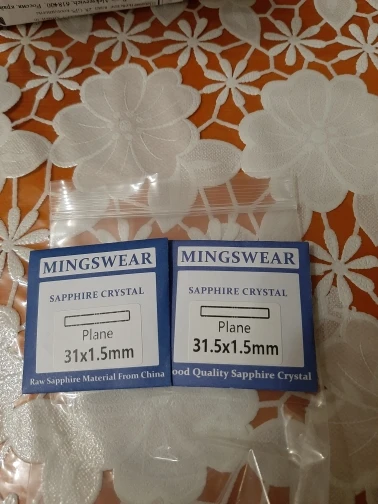 MINGSWEAR
SAPPHIRE CRYSTAL
Plane
31x1.5mm
Raw Sapphire Material From China
MINGSWEAR
SAPPHIRE CRYSTAL
Plane
31.5x1.5mm
ood Quality Sapphire Crystal